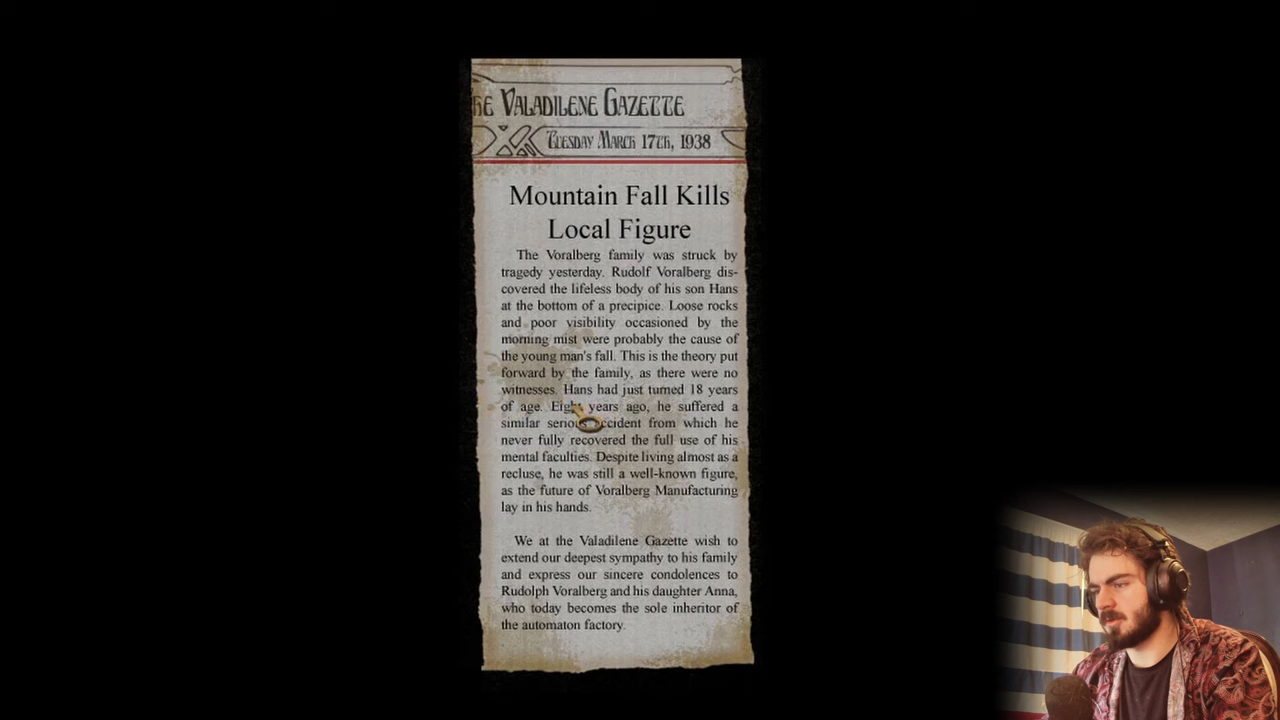 HE VALADILENE GAZETTE
TUESDAY MARCH 17TH, 1938
Mountain Fall Kills
Local Figure
The Voralberg family was struck by
tragedy yesterday. Rudolf Voralberg dis-
covered the lifeless body of his son Hans
at the bottom of a precipice. Loose rocks
and poor visibility occasioned by the
morning mist were probably the cause of
the young man's fall. This is the theory put
forward by the family, as there were no
witnesses. Hans had just turned 18 years
of age. Eight years ago, he suffered a
similar serious accident from which he
never fully recovered the full use of his
mental faculties. Despite living almost as a
recluse, he was still a well-known figure,
as the future of Voralberg Manufacturing
lay in his hands.
We at the Valadilene Gazette wish to
extend our deepest sympathy to his family
and express our sincere condolences to
Rudolph Voralberg and his daughter Anna,
who today becomes the sole inheritor of
the automaton factory.